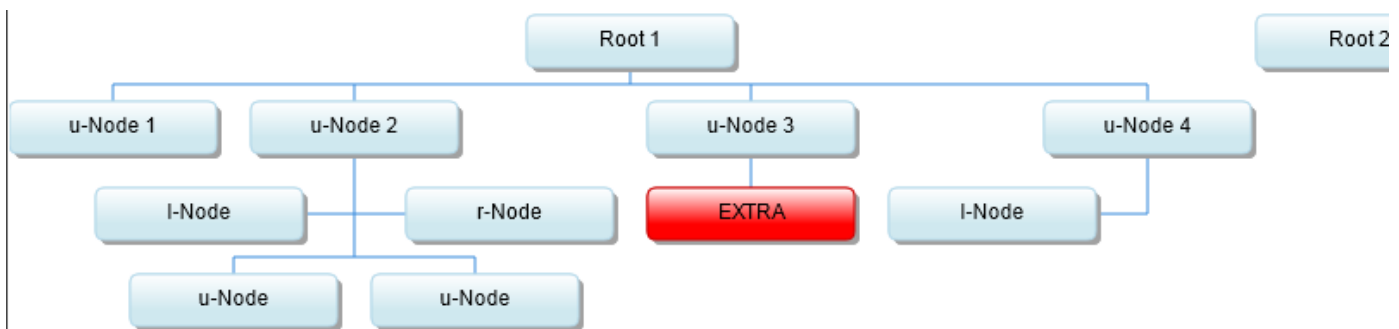 Root 1
Root 2
u-Node 1
u-Node 2
u-Node 3
u-Node 4
l-Node
r-Node
EXTRA
l-Node
u-Node
u-Node